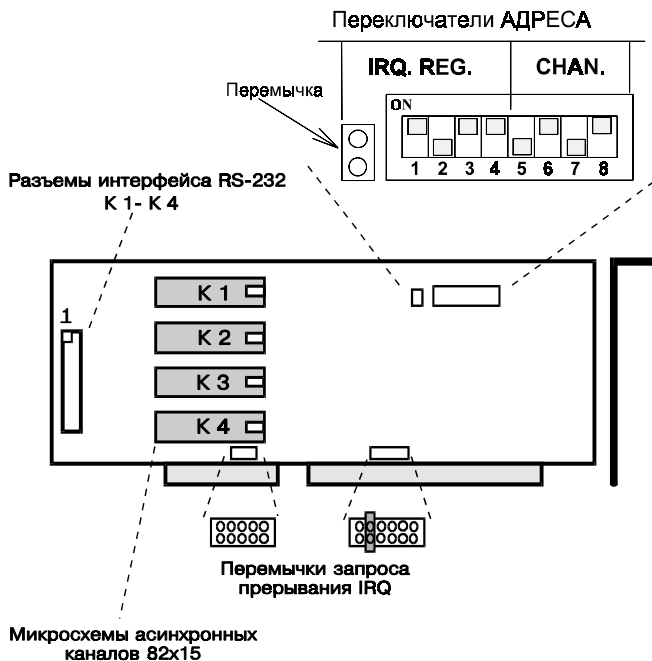 Переключатели АДРЕСА
IRQ. REG. CHAN.
Перемычка
ON
1 2 3 4 5 6 7 8
Разъемы интерфейса RS-232
К 1- К 4
1
К 1
К 2
К 3
К 4
Перемычки запроса
прерывания IRQ
Микросхемы асинхронных
каналов 82x15